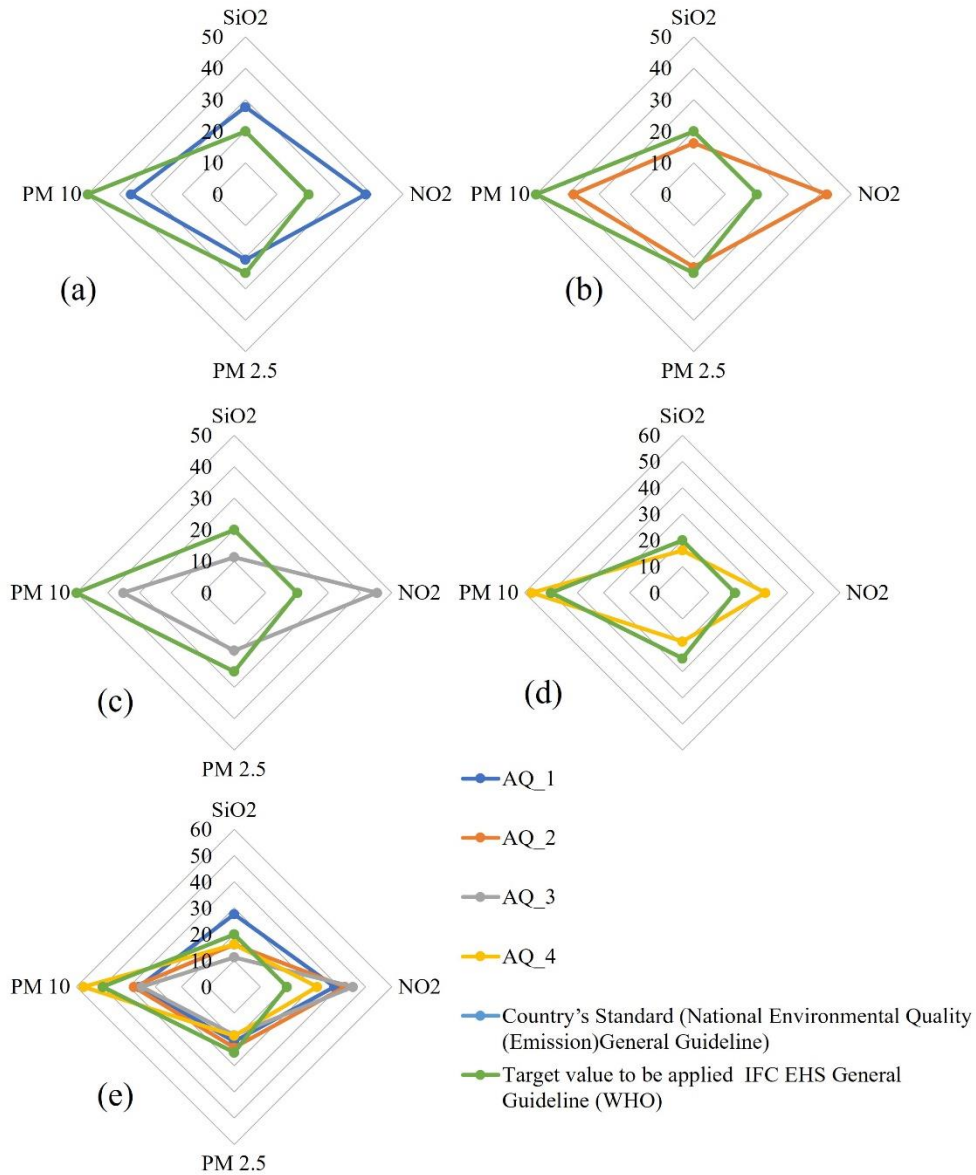 SiO2
50
40
30
20
10
0
PM 10
NO2
PM 2.5
(a)
SiO2
50
40
30
20
10
0
PM 10
NO2
PM 2.5
(b)
SiO2
50
40
30
20
10
0
PM 10
NO2
PM 2.5
(c)
60
50
40
30
20
10
0
PM 10
NO2
SiO2
(d)
SiO2
60
50
40
30
20
10
0
PM 10
NO2
PM 2.5
(e)
AQ_1
AQ_2
AQ_3
AQ_4
Country’s Standard (National Environmental Quality
(Emission)General Guideline)
Target value to be applied  IFC EHS General
Guideline (WHO)